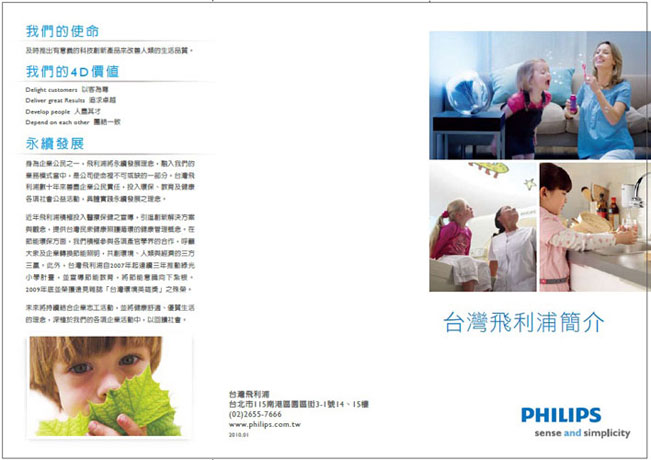 我們的使命
及時推出有意義的科技創新產品來改善人類的生活品質。
我們的4D價值
Delight customers 以客為尊
Deliver great Results 追求卓越
Develop people 人盡其才
Depend on each other 團結一致
永續發展
身為企業公民之一，飛利浦將永續發展理念，融入我們的
業務模式當中，是公司使命裡不可或缺的一部分。台灣飛
利浦數十年來善盡企業公民責任，投入環保、教育及健康
各項社會公益活動，具體實踐永續發展之理念。
近年飛利浦積極投入醫療保健之宣導，引進創新解決方案
與觀念，提供台灣民眾健康照護循環的健康管理概念。在
節能環保方面，我們積極參與各項產官學界的合作，呼籲
大眾及企業轉換節能照明，共創環境、人類與經濟的三方
三贏。此外，台灣飛利浦自2007年起連續三年推動綠光
小學計畫，並宣導節能教育，將節能意識向下紮根。
2009年底並榮獲遠見雜誌「台灣環境英雄獎」之殊榮。
未來將持續結合企業志工活動，並將健康舒適、優質生活
的理念，深植於我們的各項企業活動中，以回饋社會。
台灣飛利浦
台北市115南港區園區街3-1號14、15樓
(02)2655-7666
www.philips.com.tw
2010.01
台灣飛利浦簡介
PHILIPS
sense and simplicity